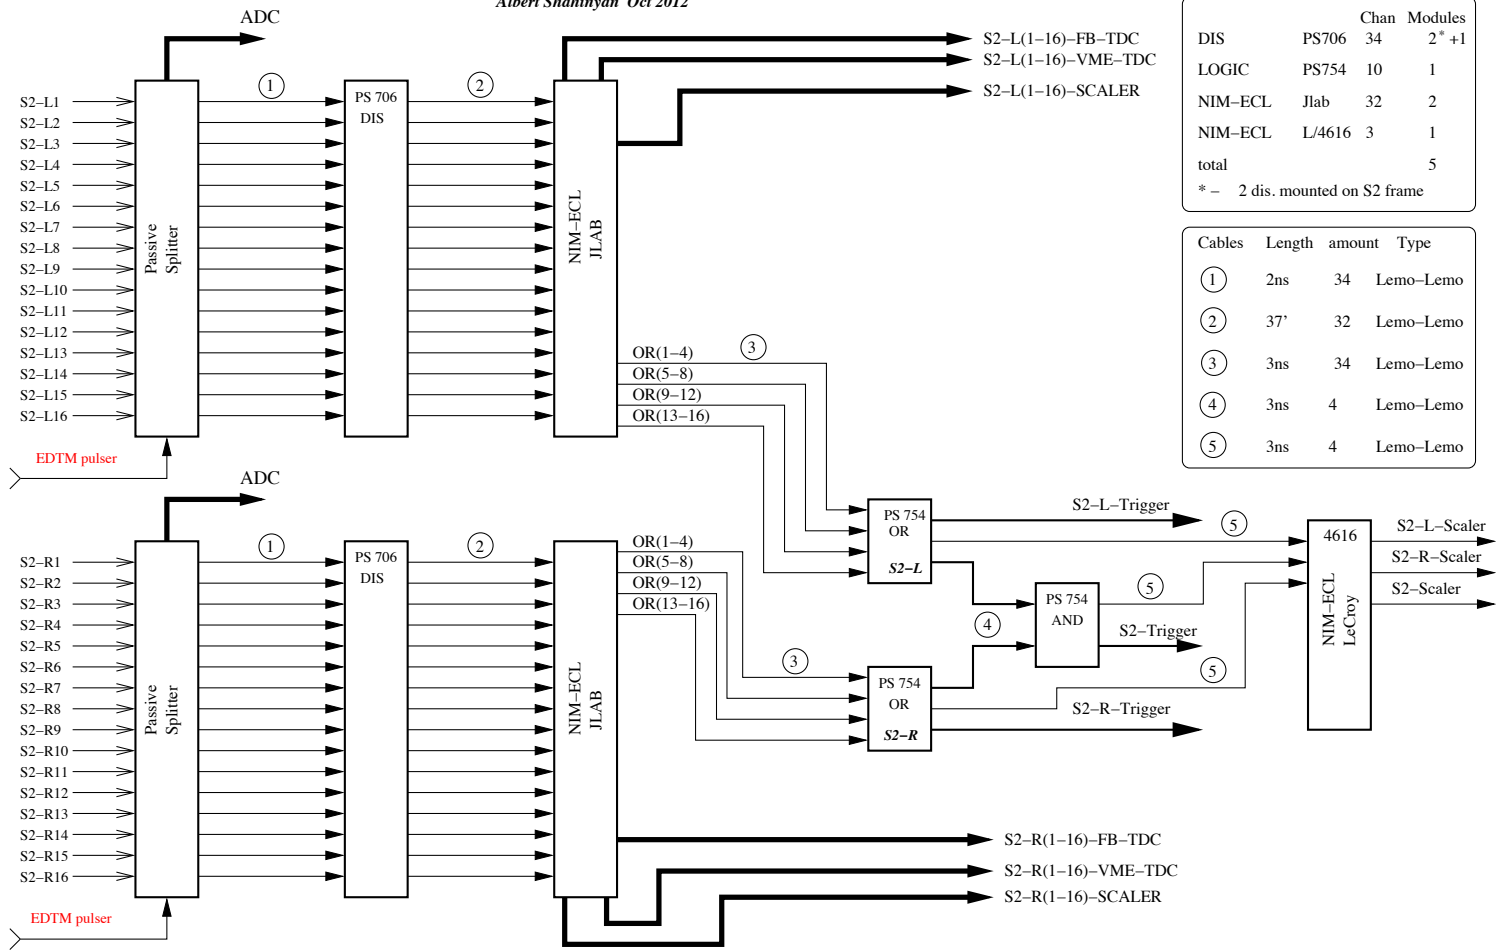 Albert Shahinyan Oct 2012
ADC
S2–L(1–16)–FB–TDC
S2–L(1–16)–VME–TDC
S2–L(1–16)–SCALER
Chan Modules
DIS PS706 34 2* +1
LOGIC PS754 10 1
NIM–ECL Jlab 32 2
NIM–ECL L/4616 3 1
total 5
* – 2 dis. mounted on S2 frame
Cables Length amount Type
1 2ns 34 Lemo–Lemo
2 37' 32 Lemo–Lemo
3 3ns 34 Lemo–Lemo
4 3ns 4 Lemo–Lemo
5 3ns 4 Lemo–Lemo
S2–L1
S2–L2
S2–L3
S2–L4
S2–L5
S2–L6
S2–L7
S2–L8
S2–L9
S2–L10
S2–L11
S2–L12
S2–L13
S2–L14
S2–L15
S2–L16
Passive
Splitter
1
PS 706
DIS
2
NIM–ECL
JLAB
OR(1–4)
OR(5–8)
OR(9–12)
OR(13–16)
3
EDTM pulser
ADC
S2–R1
S2–R2
S2–R3
S2–R4
S2–R5
S2–R6
S2–R7
S2–R8
S2–R9
S2–R10
S2–R11
S2–R12
S2–R13
S2–R14
S2–R15
S2–R16
Passive
Splitter
1
PS 706
DIS
2
NIM–ECL
JLAB
OR(1–4)
OR(5–8)
OR(9–12)
OR(13–16)
3
EDTM pulser
PS 754
OR
S2–L
S2–L–Trigger
5
PS 754
AND
4
5
S2–Trigger
5
PS 754
OR
S2–R
S2–R–Trigger
4616
NIM–ECL
LeCroy
S2–L–Scaler
S2–R–Scaler
S2–Scaler
S2–R(1–16)–FB–TDC
S2–R(1–16)–VME–TDC
S2–R(1–16)–SCALER